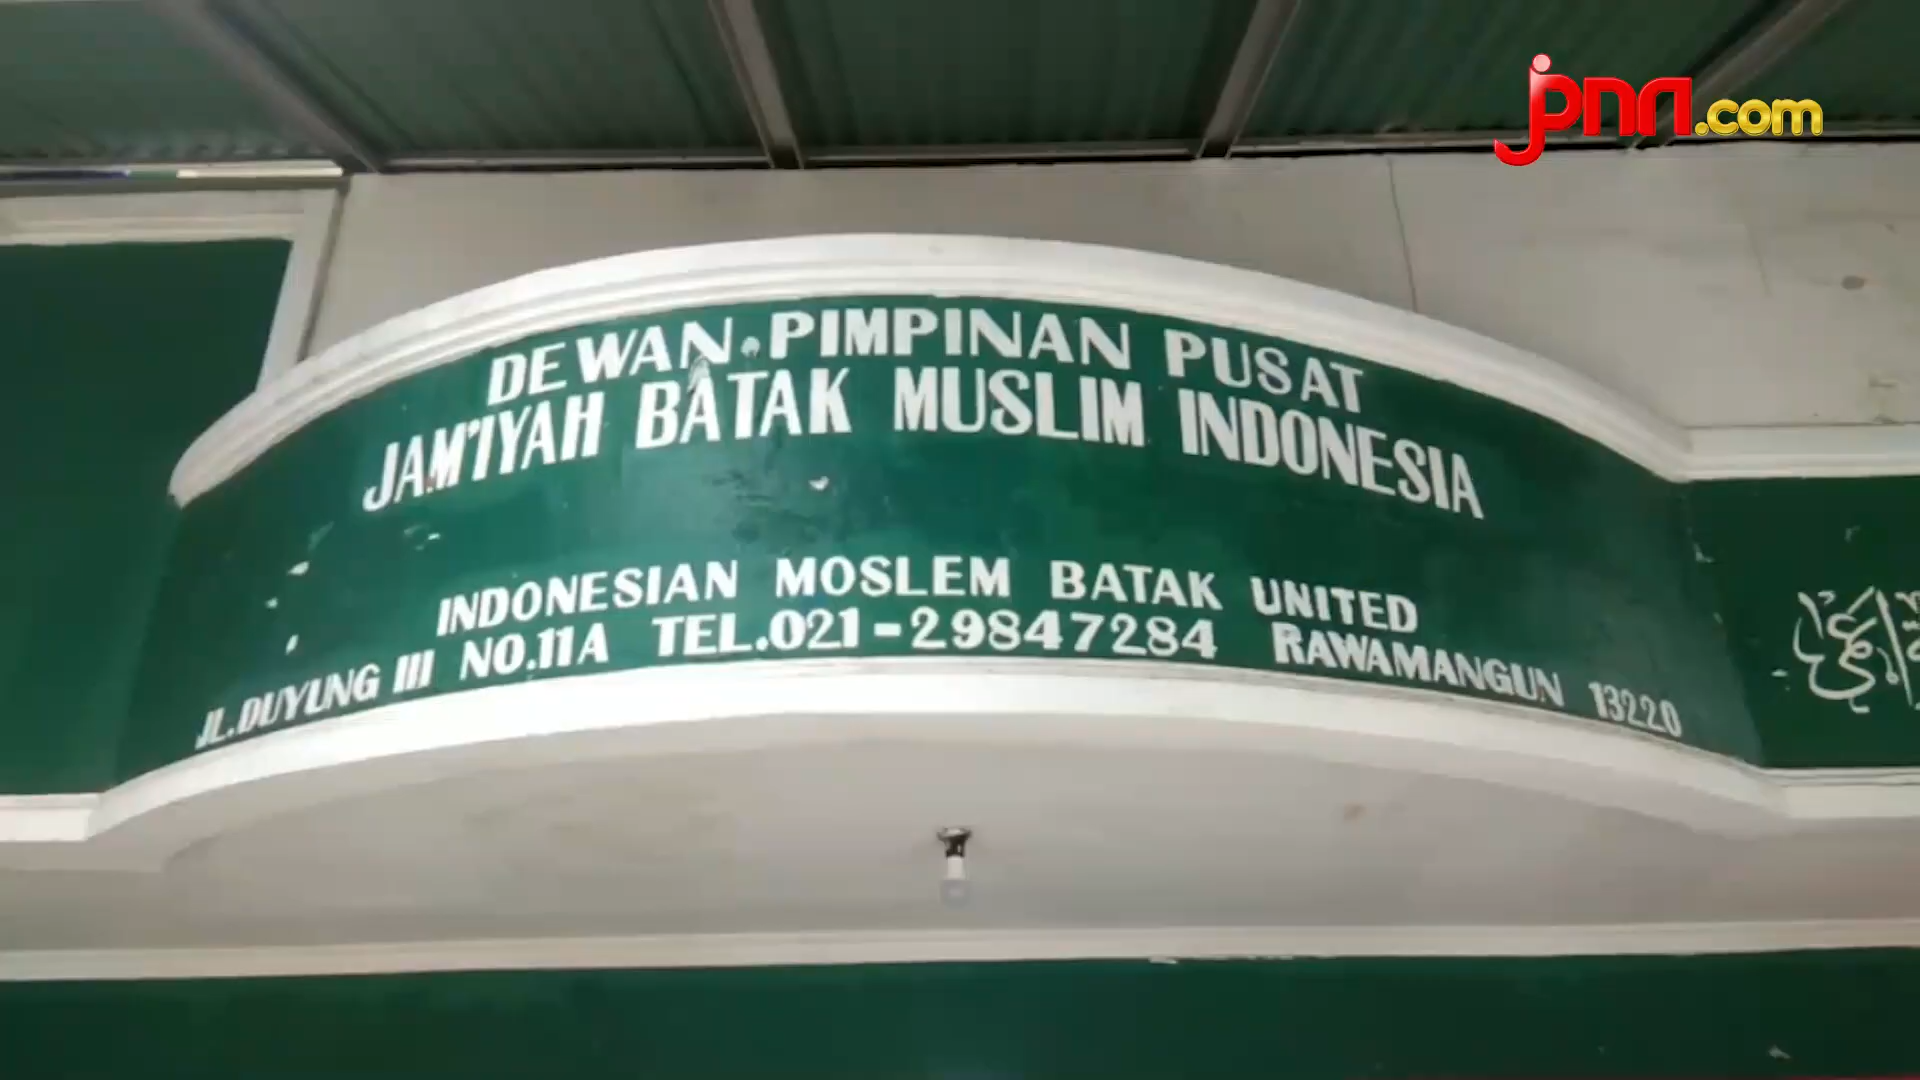 jpnn.com
DEWAN PIMPINAN PUSAT
JAM'IYAH BATAK MUSLIM INDONESIA
INDONESIAN MOSLEM BATAK UNITED
JL.DUYUNG III NO.11A TEL.021-29847284 RAWAMANGUN 13220